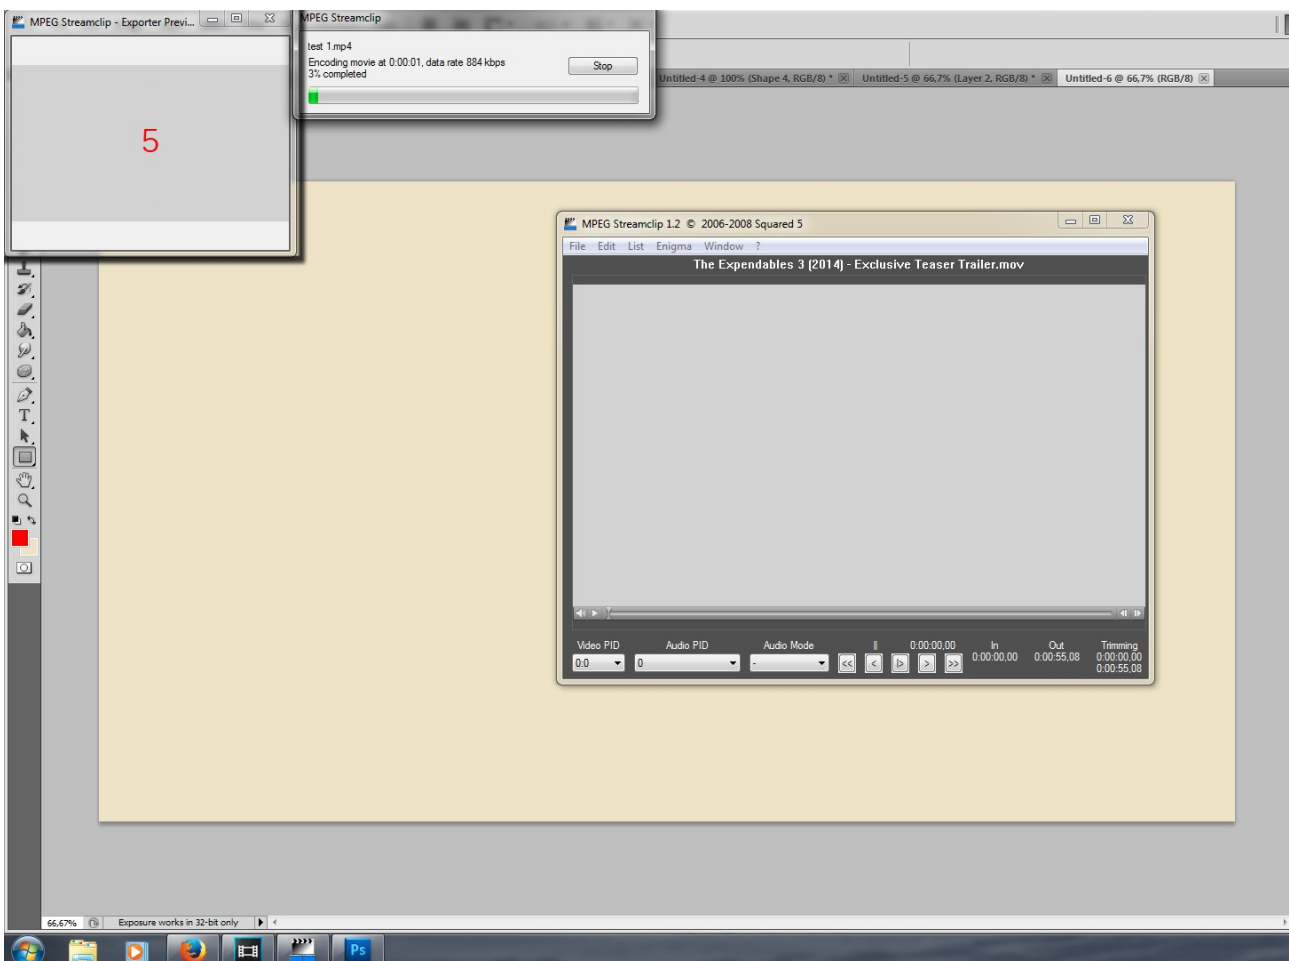 MPEG Streamclip - Exporter Previ...
MPEG Streamclip
test 1.mp4
Encoding movie at 0:00:01, data rate 884 kbps
3% completed
Stop
Untitled-4 @ 100% (Shape 4, RGB/8) *
Untitled-5 @ 66,7% (Layer 2, RGB/8) *
Untitled-6 @ 66,7% (RGB/8)
5
MPEG Streamclip 1.2 © 2006-2008 Squared 5
File Edit List Enigma Window ?
The Expendables 3 (2014) - Exclusive Teaser Trailer.mov
Video PID Audio PID Audio Mode || 0:00:00,00 In Out Trimming
0:0 0 - << < |> > >> 0:00:00,00 0:00:55,08 0:00:00,00
0:00:55,08
66,67% Exposure works in 32-bit only
Ps